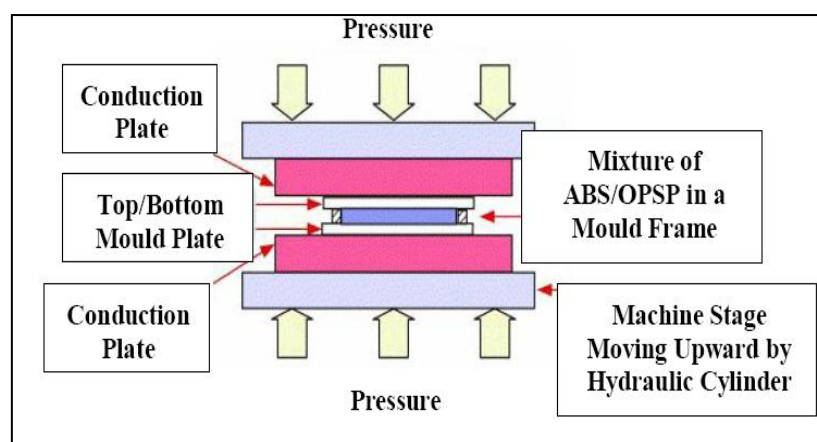 Pressure
Conduction
Plate
Mixture of
ABS/OPSP in a
Mould Frame
Top/Bottom
Mould Plate
Conduction
Plate
Machine Stage
Moving Upward by
Hydraulic Cylinder
Pressure